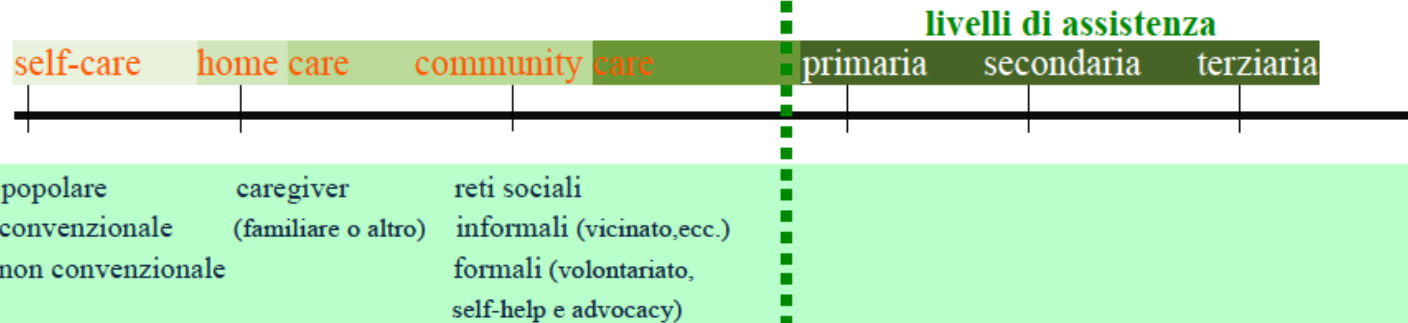 livelli di assistenza
self-care home care community care primaria secondaria terziaria
popolare caregiver reti sociali
convenzionale (familiare o altro) informali (vicinato,ecc.)
non convenzionale formali (volontariato,
self-help e advocacy)